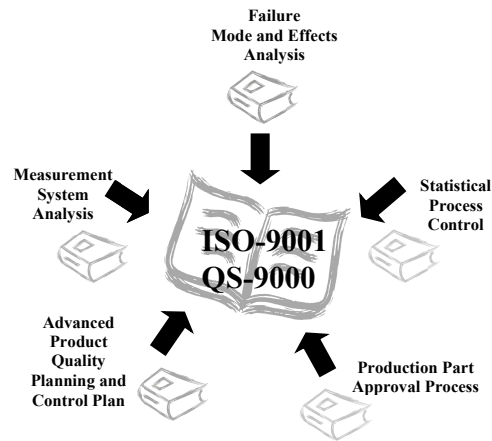 Failure
Mode and Effects
Analysis
Measurement
System
Analysis
Statistical
Process
Control
ISO-9001
QS-9000
Advanced
Product
Quality
Planning and
Control Plan
Production Part
Approval Process